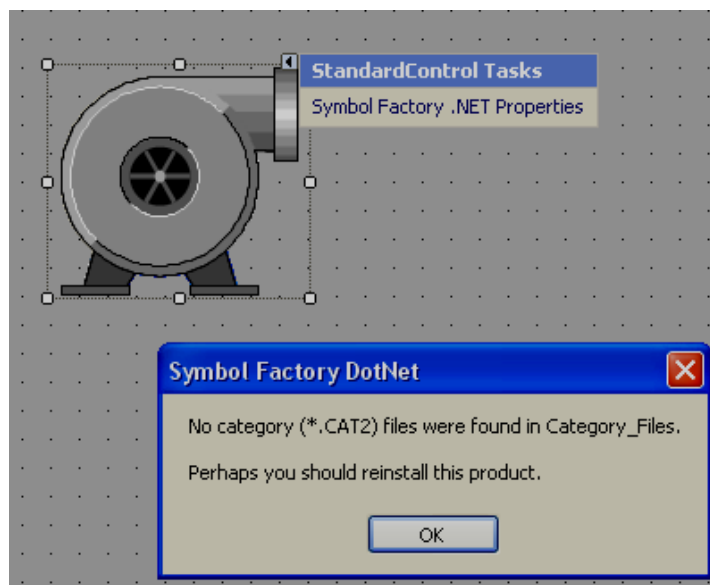 StandardControl Tasks
Symbol Factory .NET Properties
Symbol Factory DotNet
No category (*.CAT2) files were found in Category_Files.
Perhaps you should reinstall this product.
OK